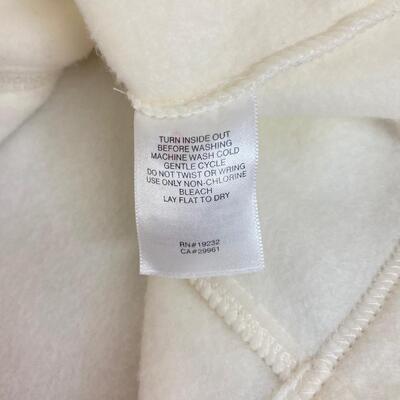 TURN INSIDE OUT
BEFORE WASHING
MACHINE WASH COLD
GENTLE CYCLE
DO NOT TWIST OR WRING
USE ONLY NON-CHLORINE
BLEACH
LAY FLAT TO DRY
RN#19232
CA#29961